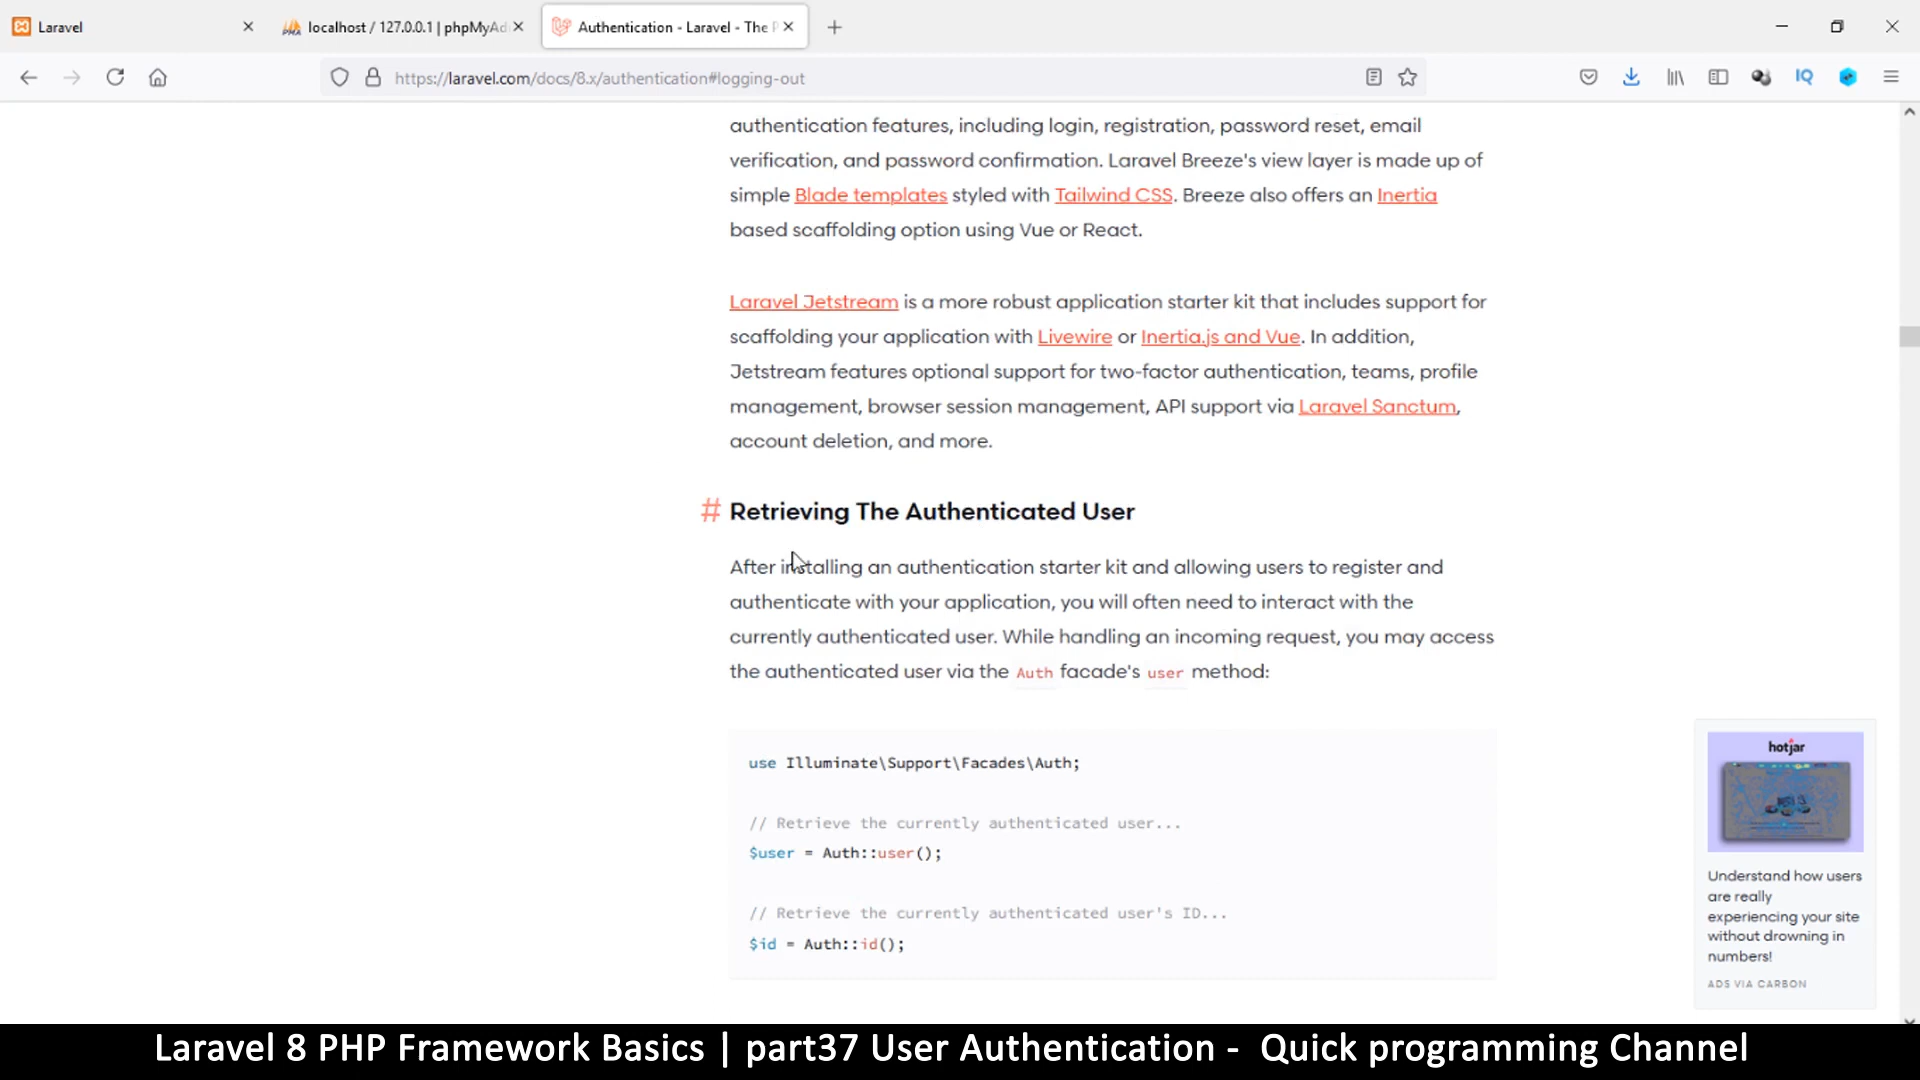 Laravel
localhost / 127.0.0.1 | phpMyAd
Authentication - Laravel - The P
https://laravel.com/docs/8.x/authentication#logging-out
IQ
authentication features, including login, registration, password reset, email
verification, and password confirmation. Laravel Breeze's view layer is made up of
simple Blade templates styled with Tailwind CSS. Breeze also offers an Inertia
based scaffolding option using Vue or React.
Laravel Jetstream is a more robust application starter kit that includes support for
scaffolding your application with Livewire or Inertia.js and Vue. In addition,
Jetstream features optional support for two-factor authentication, teams, profile
management, browser session management, API support via Laravel Sanctum,
account deletion, and more.
# Retrieving The Authenticated User
After installing an authentication starter kit and allowing users to register and
authenticate with your application, you will often need to interact with the
currently authenticated user. While handling an incoming request, you may access
the authenticated user via the Auth facade's user method:
use Illuminate\Support\Facades\Auth;
// Retrieve the currently authenticated user...
$user = Auth::user();
// Retrieve the currently authenticated user's ID...
$id = Auth::id();
hotjar
Understand how users
are really
experiencing your site
without drowning in
numbers!
ADS VIA CARBON
Laravel 8 PHP Framework Basics | part37 User Authentication - Quick programming Channel